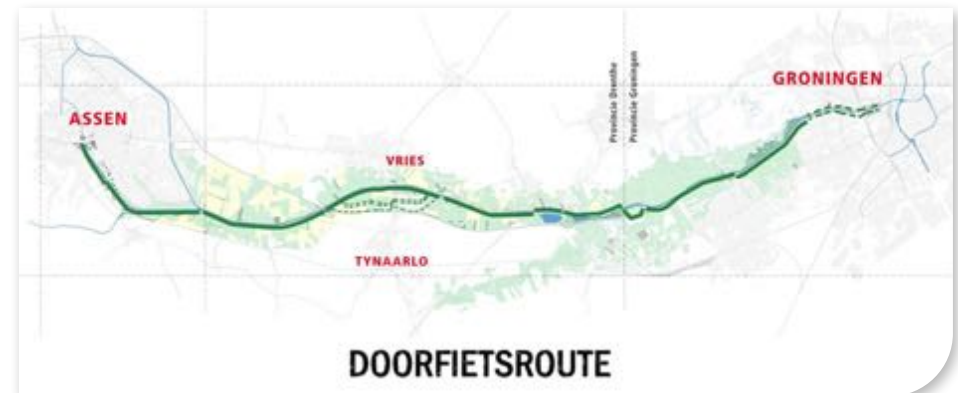 Provincie Drenthe
Provincie Groningen
GRONINGEN
ASSEN
VRIES
TYNAARLO
DOORFIETSROUTE